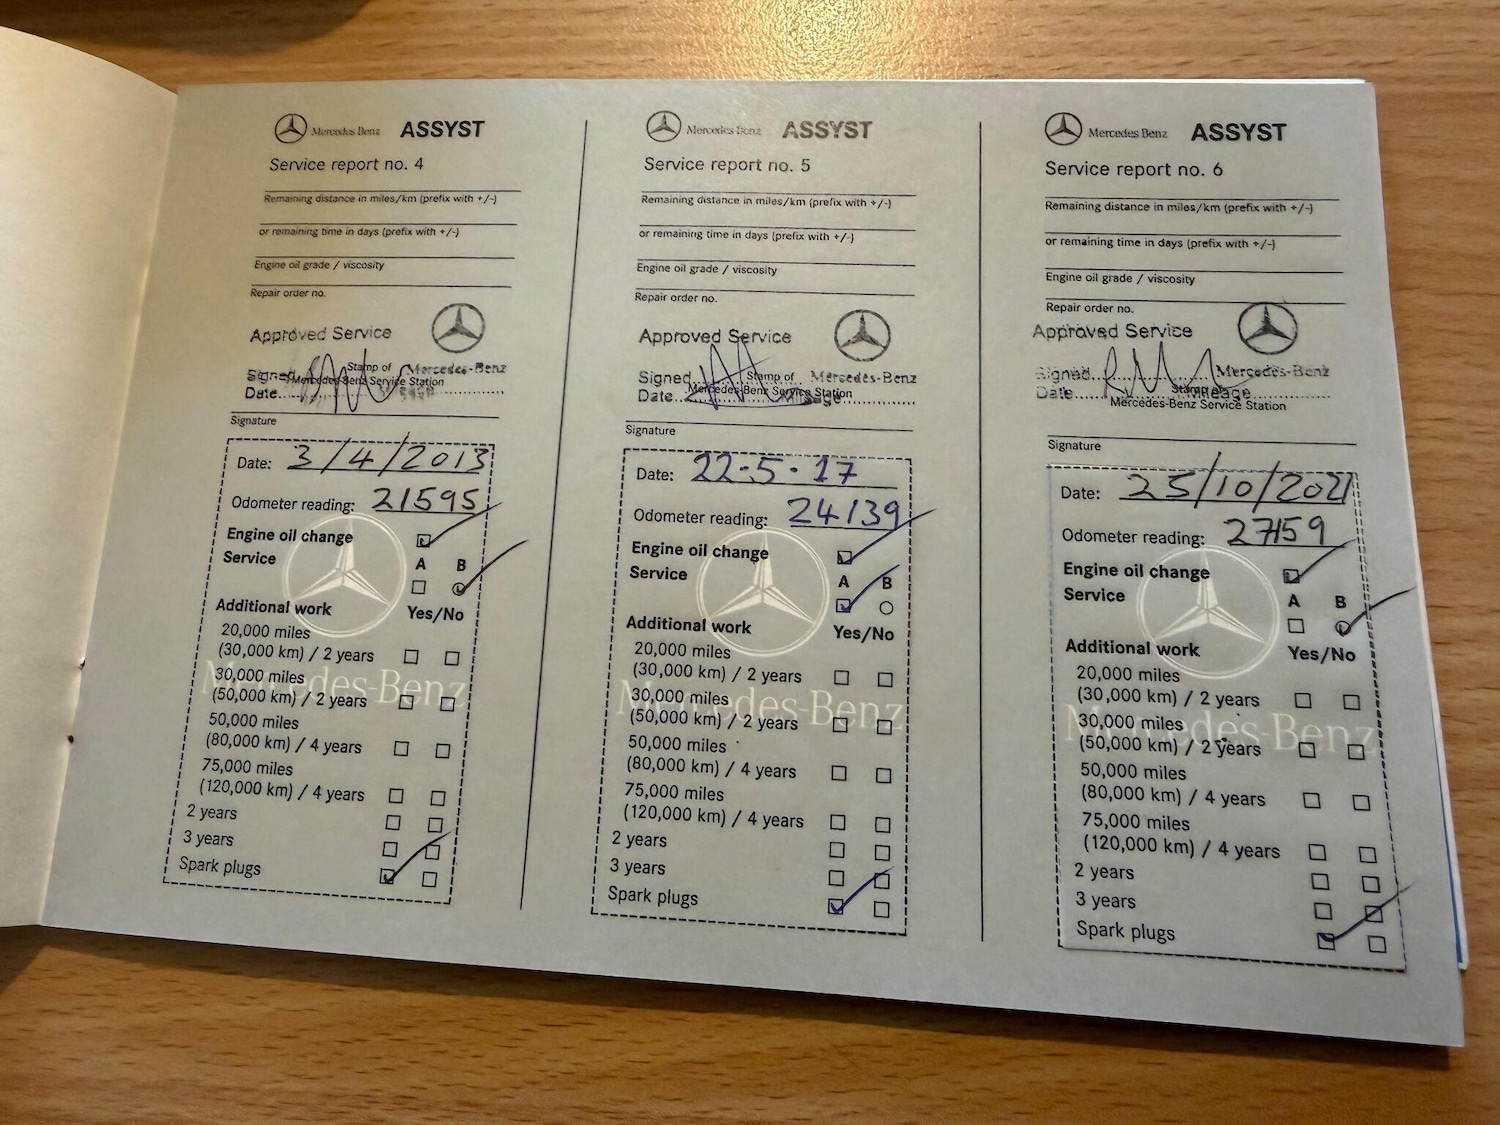 Mercedes Benz ASSYST
Service report no. 4
Remaining distance in miles/km (prefix with +/-)
or remaining time in days (prefix with +/-)
Engine oil grade / viscosity
Repair order no.
Approved Service
Stamp of Mercedes-Benz
Signed
Mercedes-Benz Service Station
Date
Signature
Date: 3/4/2013
Odometer reading: 21595
Engine oil change
Service A B
Additional work Yes/No
20,000 miles
(30,000 km) / 2 years
30,000 miles
(50,000 km) / 2 years
50,000 miles
(80,000 km) / 4 years
75,000 miles
(120,000 km) / 4 years
2 years
3 years
Spark plugs
Mercedes-Benz
Mercedes Benz ASSYST
Service report no. 5
Remaining distance in miles/km (prefix with +/-)
or remaining time in days (prefix with +/-)
Engine oil grade / viscosity
Repair order no.
Approved Service
Signed Stamp of Mercedes-Benz
Mercedes-Benz Service Station
Date Mileage
Signature
Date: 22-5-17
Odometer reading: 24139
Engine oil change
Service A B
Additional work Yes/No
20,000 miles
(30,000 km) / 2 years
30,000 miles
(50,000 km) / 2 years
50,000 miles
(80,000 km) / 4 years
75,000 miles
(120,000 km) / 4 years
2 years
3 years
Spark plugs
Mercedes-Benz
Mercedes Benz ASSYST
Service report no. 6
Remaining distance in miles/km (prefix with +/-)
or remaining time in days (prefix with +/-)
Engine oil grade / viscosity
Repair order no.
Approved Service
Signed Mercedes-Benz
Stamp of
Date Mileage
Mercedes-Benz Service Station
Signature
Date: 25/10/2021
Odometer reading: 27159
Engine oil change
Service A B
Additional work Yes/No
20,000 miles
(30,000 km) / 2 years
30,000 miles
(50,000 km) / 2 years
50,000 miles
(80,000 km) / 4 years
75,000 miles
(120,000 km) / 4 years
2 years
3 years
Spark plugs
Mercedes-Benz